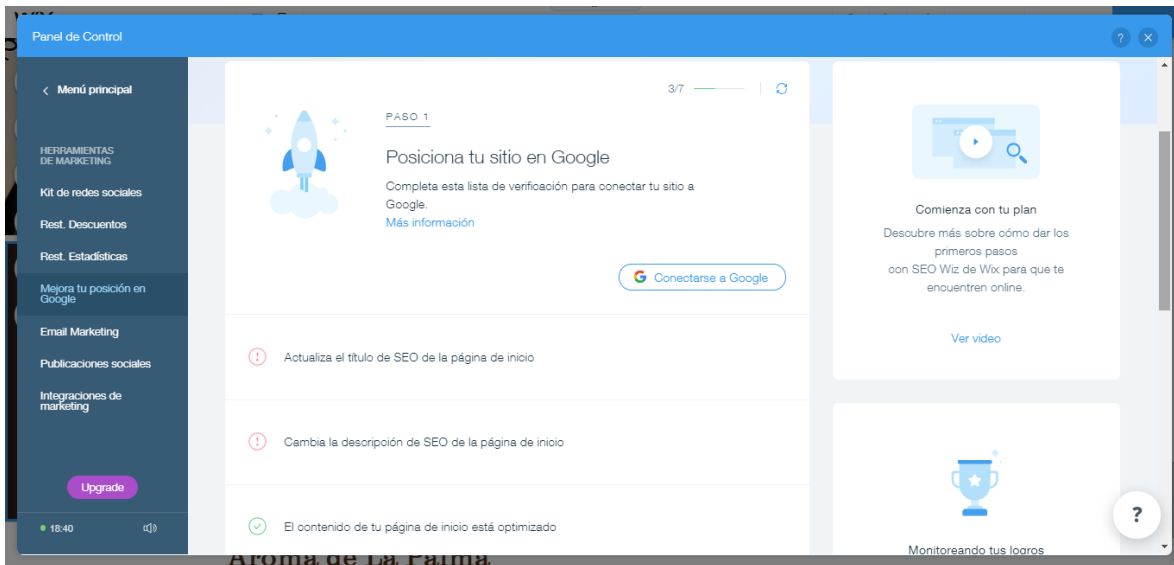 WIX
Panel de Control
?
Menú principal
HERRAMIENTAS
DE MARKETING
Kit de redes sociales
Rest. Descuentos
Rest. Estadísticas
Mejora tu posición en
Google
Email Marketing
Publicaciones sociales
Integraciones de
marketing
Upgrade
18:40
3/7
PASO 1
Posiciona tu sitio en Google
Completa esta lista de verificación para conectar tu sitio a
Google.
Más información
G Conectarse a Google
Actualiza el título de SEO de la página de inicio
Cambia la descripción de SEO de la página de inicio
El contenido de tu página de inicio está optimizado
Comienza con tu plan
Descubre más sobre cómo dar los
primeros pasos
con SEO Wiz de Wix para que te
encuentren online.
Ver video
Monitoreando tus logros
?
Aroma de La Palma